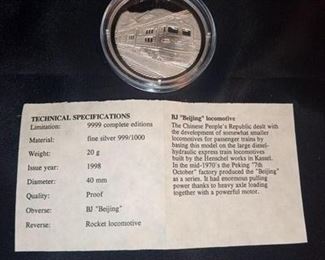 TECHNICAL SPECIFICATIONS
Limitation: 9999 complete editions
Material: fine silver 999/1000
Weight: 20 g
Issue year: 1998
Diameter: 40 mm
Quality: Proof
Obverse: BJ "Beijing"
Reverse: Rocket locomotive
BJ "Beijing" locomotive
The Chinese People's Republic dealt with
the development of somewhat smaller
locomotives for passenger trains by
basing this model on the large diesel-
hydraulic express train locomotives
built by the Henschel works in Kassel.
In the mid-1970's the Peking "7th
October" factory produced the "Beijing"
as a series. It had enormous pulling
power thanks to heavy axle loading
together with a powerful motor.